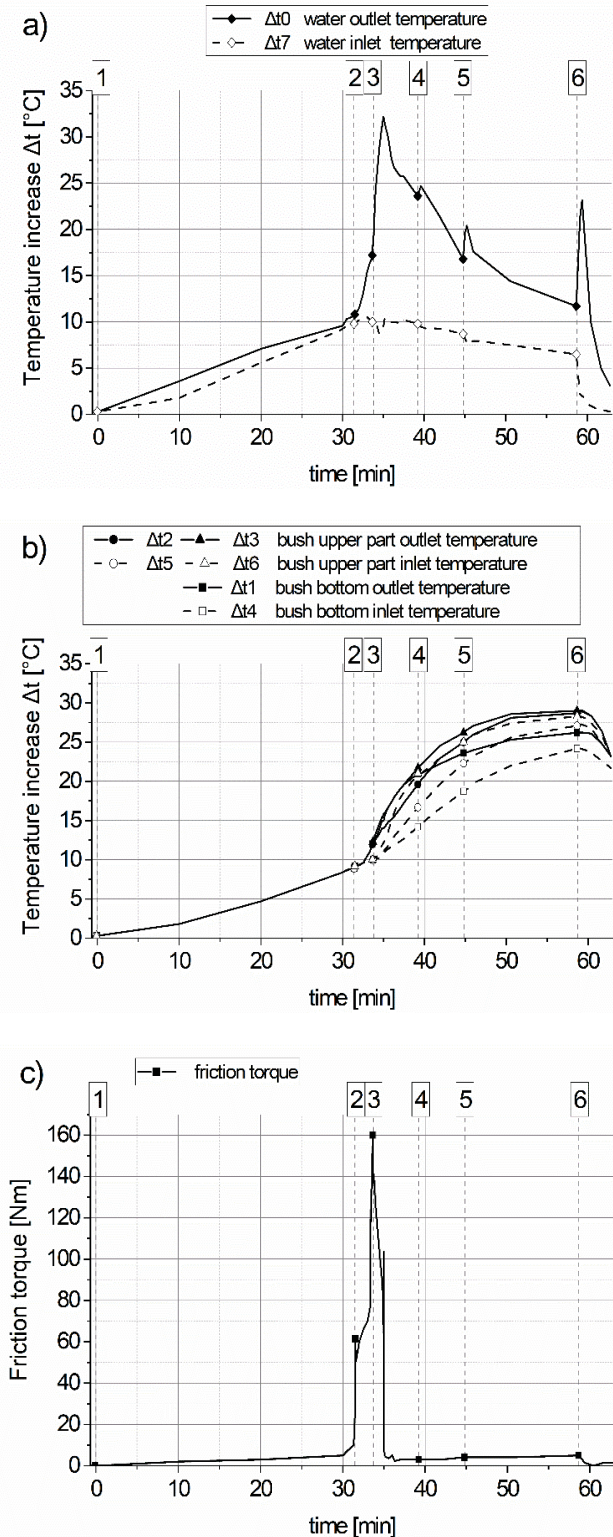 a)
Δt0 water outlet temperature
Δt7 water inlet temperature
1 2 3 4 5 6
Temperature increase Δt [°C]
35
30
25
20
15
10
5
0
0 10 20 30 40 50 60
time [min]
b)
Δt2 Δt3 bush upper part outlet temperature
Δt5 Δt6 bush upper part inlet temperature
Δt1 bush bottom outlet temperature
Δt4 bush bottom inlet temperature
1 2 3 4 5 6
Temperature increase Δt [°C]
35
30
25
20
15
10
5
0
0 10 20 30 40 50 60
time [min]
c)
friction torque
1 2 3 4 5 6
Friction torque [Nm]
160
140
120
100
80
60
40
20
0
0 10 20 30 40 50 60
time [min]